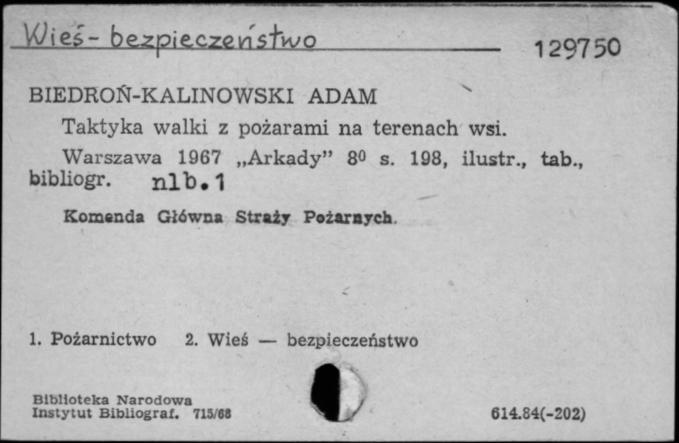 Wieś - bezpieczeństwo
129750
BIEDROŃ-KALINOWSKI ADAM
Taktyka walki z pożarami na terenach wsi.
Warszawa 1967 „Arkady” 8⁰ s. 198, ilustr., tab.,
bibliogr. nlb.1
Komenda Główna Straży Pożarnych.
1. Pożarnictwo 2. Wieś — bezpieczeństwo
Biblioteka Narodowa
Instytut Bibliograf. 715/68
614.84(-202)